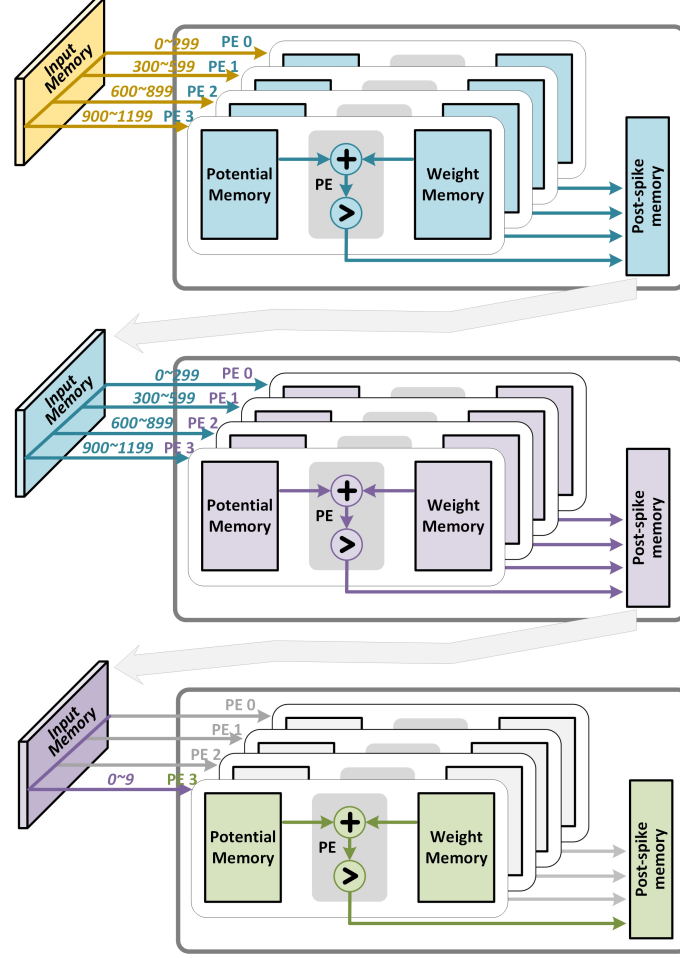 Input
Memory
0~299
PE 0
300~599
PE 1
600~899
PE 2
900~1199
PE 3
Potential
Memory
PE
+
>
Weight
Memory
Post-spike
memory
Input
Memory
0~299
PE 0
300~599
PE 1
600~899
PE 2
900~1199
PE 3
Potential
Memory
PE
+
>
Weight
Memory
Post-spike
memory
Input
Memory
PE 0
PE 1
PE 2
0~9
PE 3
Potential
Memory
PE
+
>
Weight
Memory
Post-spike
memory